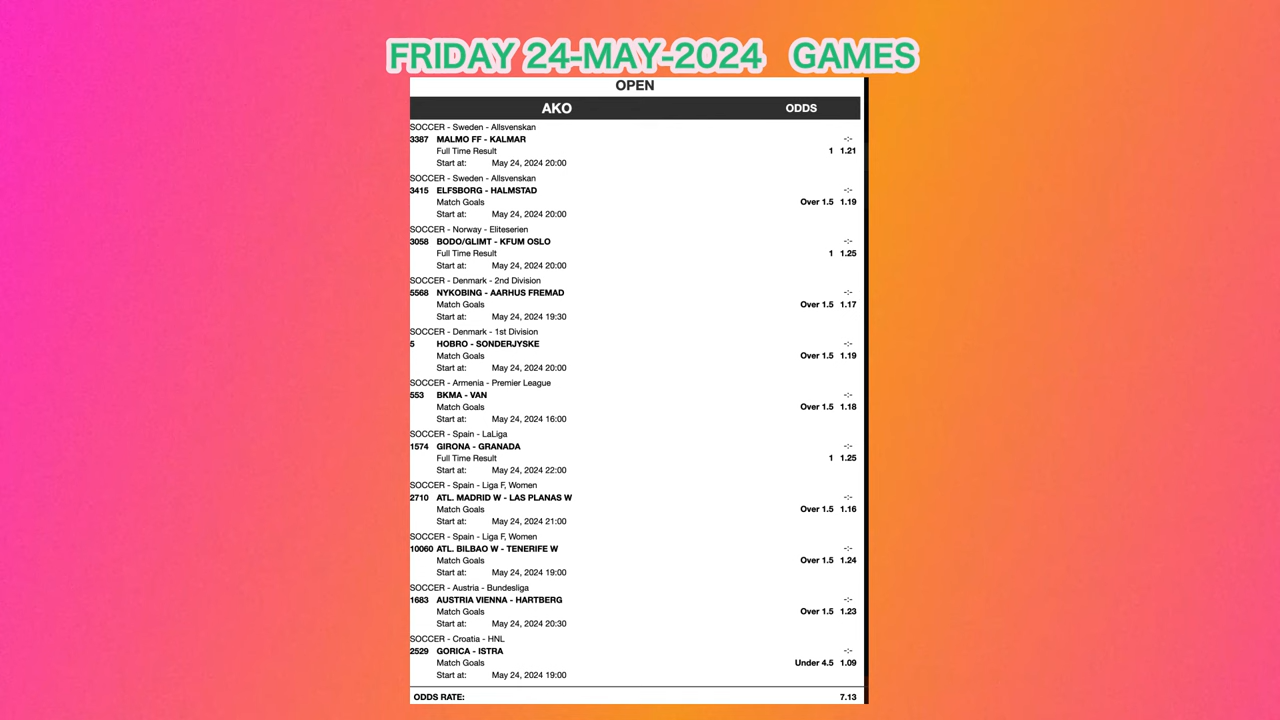 FRIDAY 24-MAY-2024 GAMES
OPEN
AKO ODDS
SOCCER - Sweden - Allsvenskan
3387 MALMO FF - KALMAR -:-
Full Time Result 1 1.21
Start at: May 24, 2024 20:00
SOCCER - Sweden - Allsvenskan
3415 ELFSBORG - HALMSTAD -:-
Match Goals Over 1.5 1.19
Start at: May 24, 2024 20:00
SOCCER - Norway - Eliteserien
3058 BODO/GLIMT - KFUM OSLO -:-
Full Time Result 1 1.25
Start at: May 24, 2024 20:00
SOCCER - Denmark - 2nd Division
5568 NYKOBING - AARHUS FREMAD -:-
Match Goals Over 1.5 1.17
Start at: May 24, 2024 19:30
SOCCER - Denmark - 1st Division
5 HOBRO - SONDERJYSKE -:-
Match Goals Over 1.5 1.19
Start at: May 24, 2024 20:00
SOCCER - Armenia - Premier League
553 BKMA - VAN -:-
Match Goals Over 1.5 1.18
Start at: May 24, 2024 16:00
SOCCER - Spain - LaLiga
1574 GIRONA - GRANADA -:-
Full Time Result 1 1.25
Start at: May 24, 2024 22:00
SOCCER - Spain - Liga F, Women
2710 ATL. MADRID W - LAS PLANAS W -:-
Match Goals Over 1.5 1.16
Start at: May 24, 2024 21:00
SOCCER - Spain - Liga F, Women
10060 ATL. BILBAO W - TENERIFE W -:-
Match Goals Over 1.5 1.24
Start at: May 24, 2024 19:00
SOCCER - Austria - Bundesliga
1683 AUSTRIA VIENNA - HARTBERG -:-
Match Goals Over 1.5 1.23
Start at: May 24, 2024 20:30
SOCCER - Croatia - HNL
2529 GORICA - ISTRA -:-
Match Goals Under 4.5 1.09
Start at: May 24, 2024 19:00
ODDS RATE: 7.13